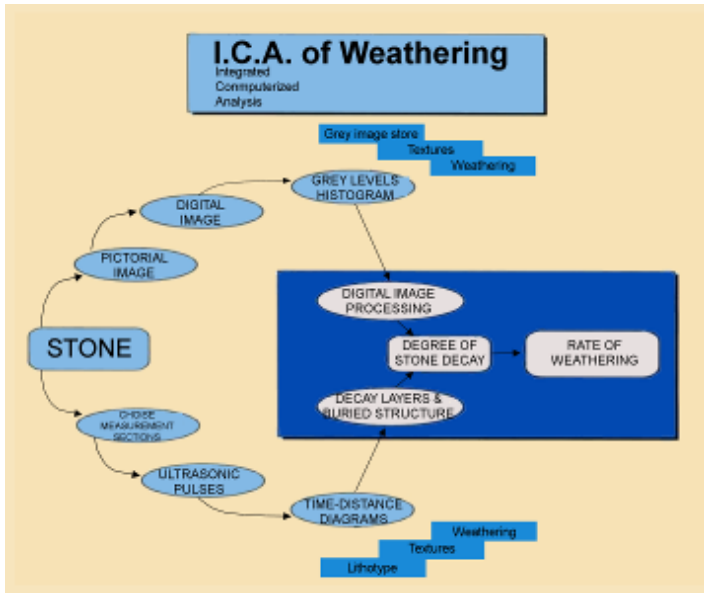 I.C.A. of Weathering
Integrated
Conmputerized
Analysis
Grey image store
Textures
Weathering
GREY LEVELS
HISTOGRAM
DIGITAL
IMAGE
PICTORIAL
IMAGE
DIGITAL IMAGE
PROCESSING
STONE
DEGREE OF
STONE DECAY
RATE OF
WEATHERING
DECAY LAYERS &
BURIED STRUCTURE
CHOISE
MEASUREMENT
SECTIONS
ULTRASONIC
PULSES
TIME-DISTANCE
DIAGRAMS
Weathering
Textures
Lithotype